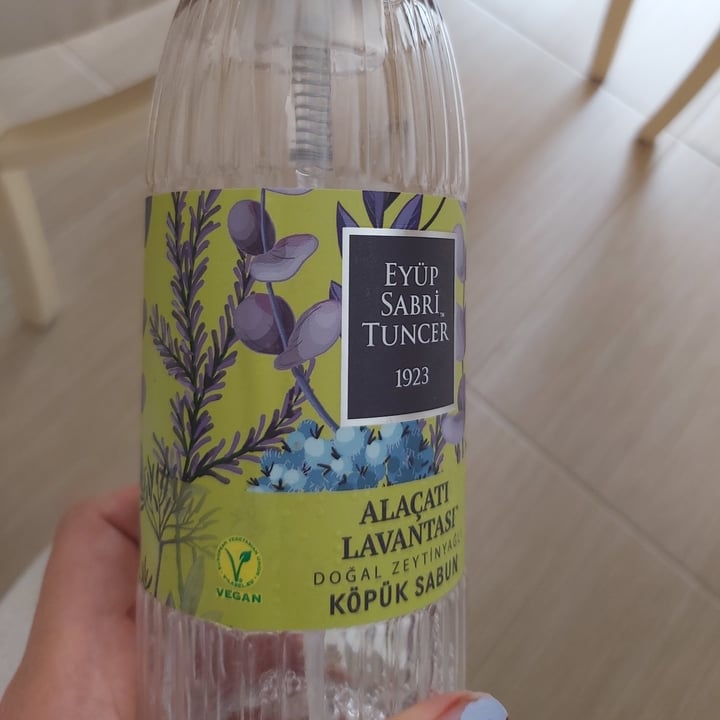 EYÜP
SABRİ
TUNCER
1923
ALAÇATI
LAVANTASI
DOĞAL ZEYTİNYAĞLI
KÖPÜK SABUN
VEGAN